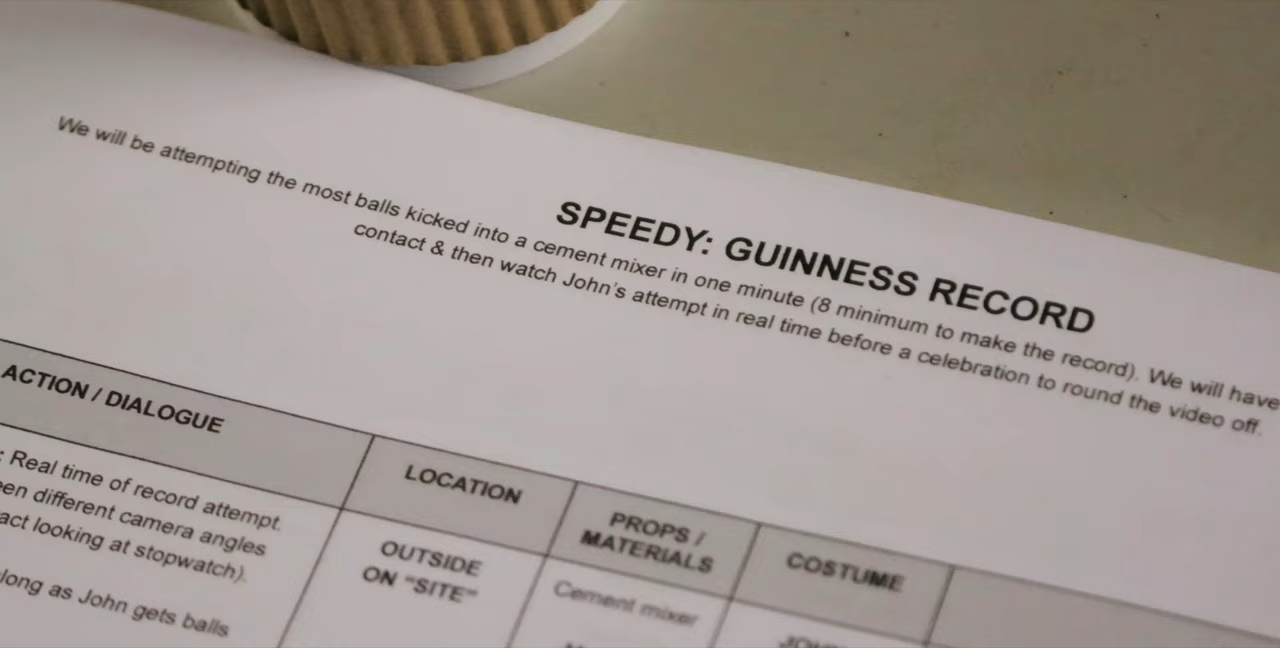 SPEEDY: GUINNESS RECORD
We will be attempting the most balls kicked into a cement mixer in one minute (8 minimum to make the record). We will have
contact & then watch John's attempt in real time before a celebration to round the video off.
ACTION / DIALOGUE
: Real time of record attempt.
different camera angles
looking at stopwatch).
long as John gets balls
LOCATION
OUTSIDE
ON "SITE"
PROPS /
MATERIALS
Cement mixer
COSTUME